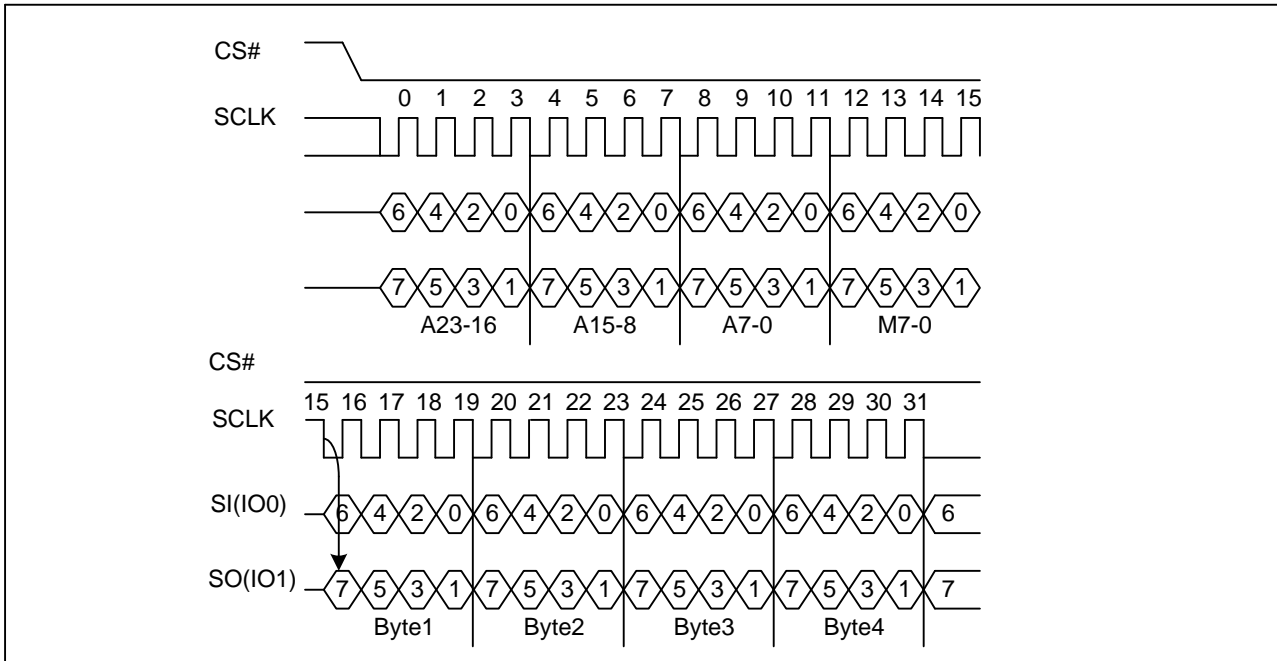 CS#
0 1 2 3 4 5 6 7 8 9 10 11 12 13 14 15
SCLK
6 4 2 0 6 4 2 0 6 4 2 0 6 4 2 0
7 5 3 1 7 5 3 1 7 5 3 1 7 5 3 1
A23-16 A15-8 A7-0 M7-0
CS#
15 16 17 18 19 20 21 22 23 24 25 26 27 28 29 30 31
SCLK
SI(IO0) 6 4 2 0 6 4 2 0 6 4 2 0 6 4 2 0 6
SO(IO1) 7 5 3 1 7 5 3 1 7 5 3 1 7 5 3 1 7
Byte1 Byte2 Byte3 Byte4